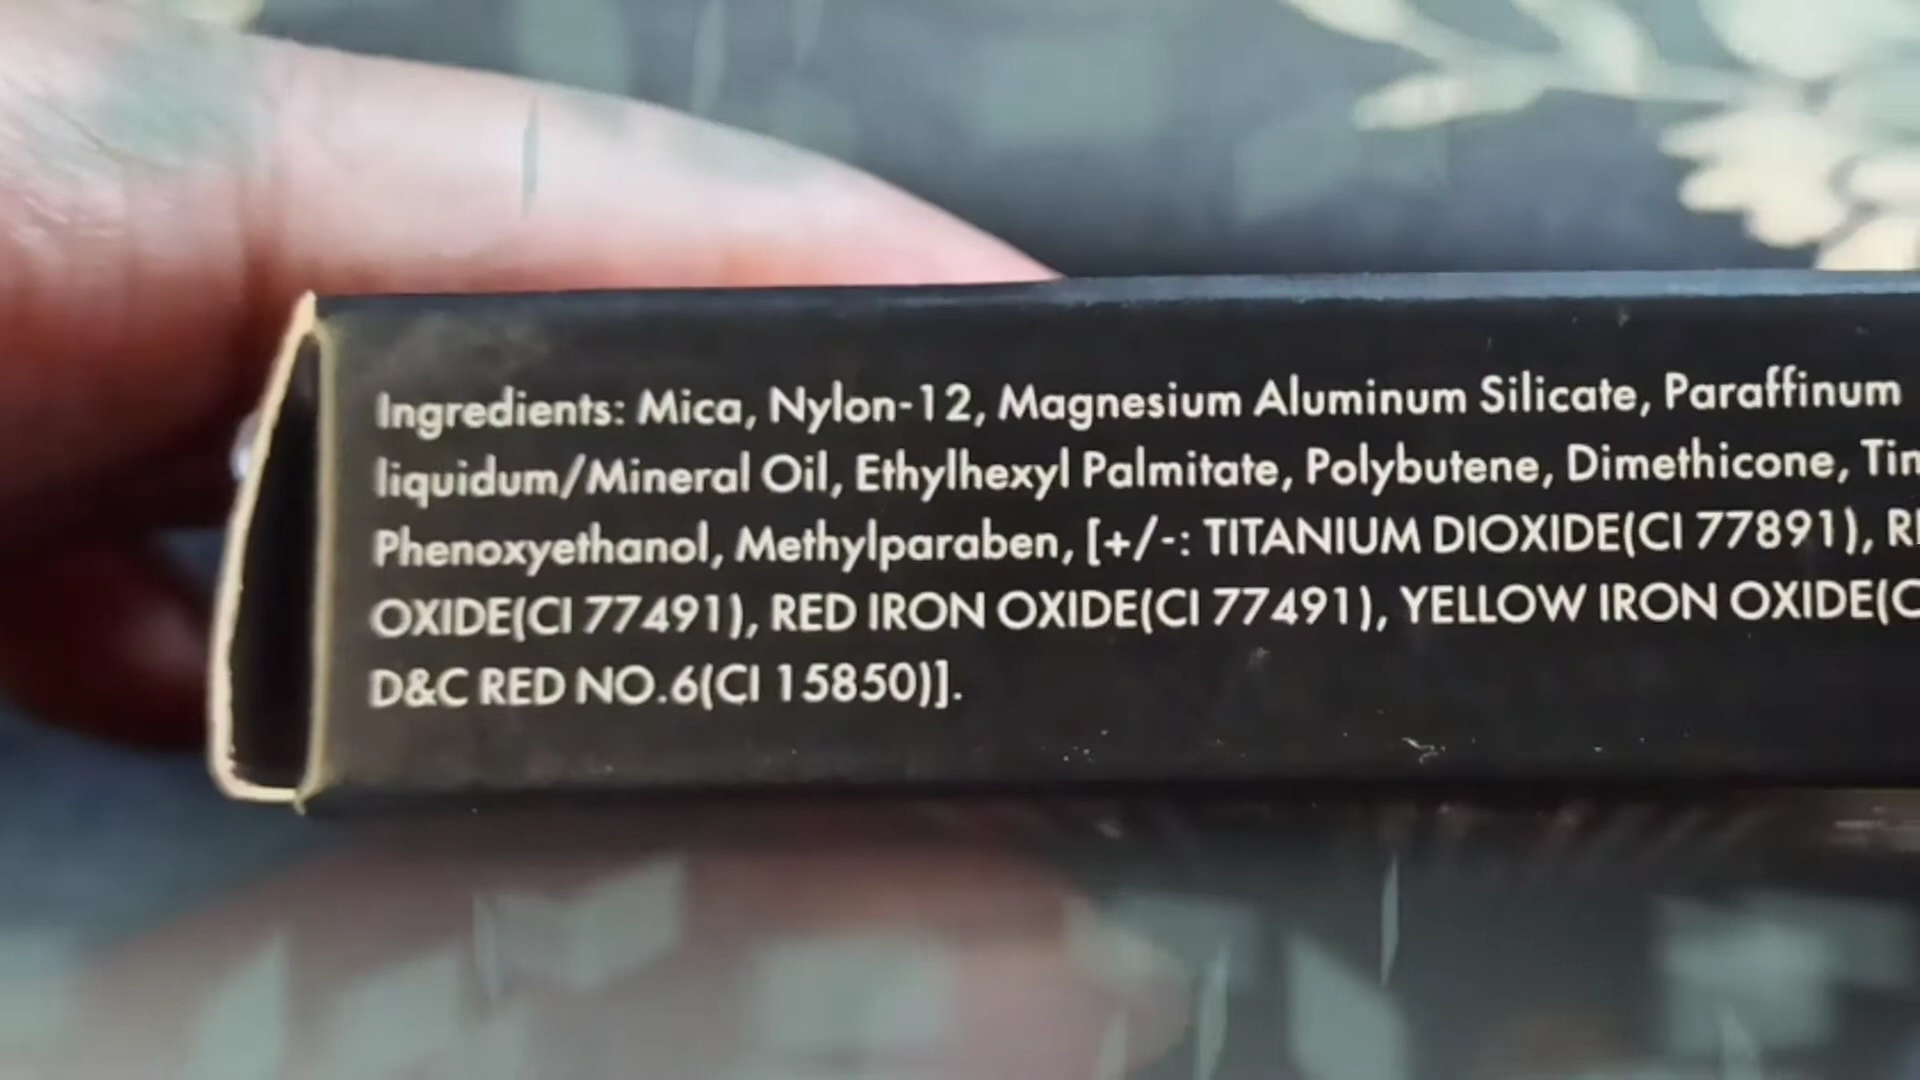 Ingredients: Mica, Nylon-12, Magnesium Aluminum Silicate, Paraffinum
liquidum/Mineral Oil, Ethylhexyl Palmitate, Polybutene, Dimethicone,
Phenoxyethanol, Methylparaben, [+/-: TITANIUM DIOXIDE(CI 77891),
OXIDE(CI 77491), RED IRON OXIDE(CI 77491), YELLOW IRON OXIDE(
D&C RED NO.6(CI 15850)].